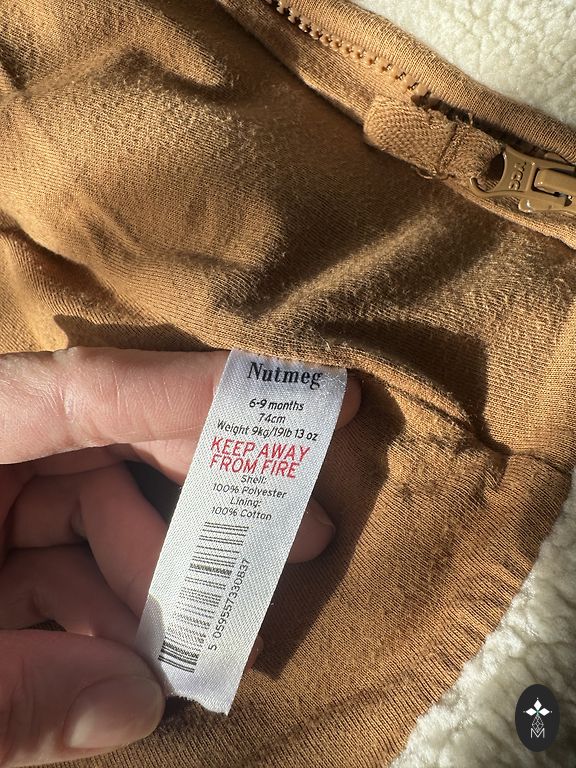 Nutmeg
6-9 months
74cm
Weight 9kg/19lb 13 oz
KEEP AWAY
FROM FIRE
Shell:
100% Polyester
Lining:
100% Cotton
5 059557330837